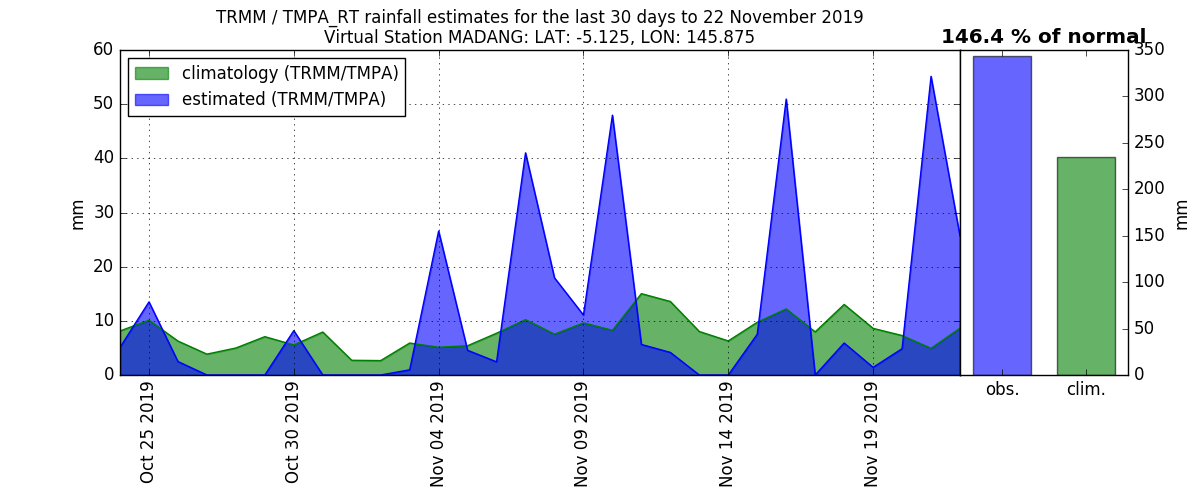 TRMM / TMPA_RT rainfall estimates for the last 30 days to 22 November 2019
Virtual Station MADANG: LAT: -5.125, LON: 145.875
146.4 % of normal
climatology (TRMM/TMPA)
estimated (TRMM/TMPA)
mm
60
50
40
30
20
10
0
Oct 25 2019
Oct 30 2019
Nov 04 2019
Nov 09 2019
Nov 14 2019
Nov 19 2019
obs.
clim.
350
300
250
200
150
100
50
0
mm